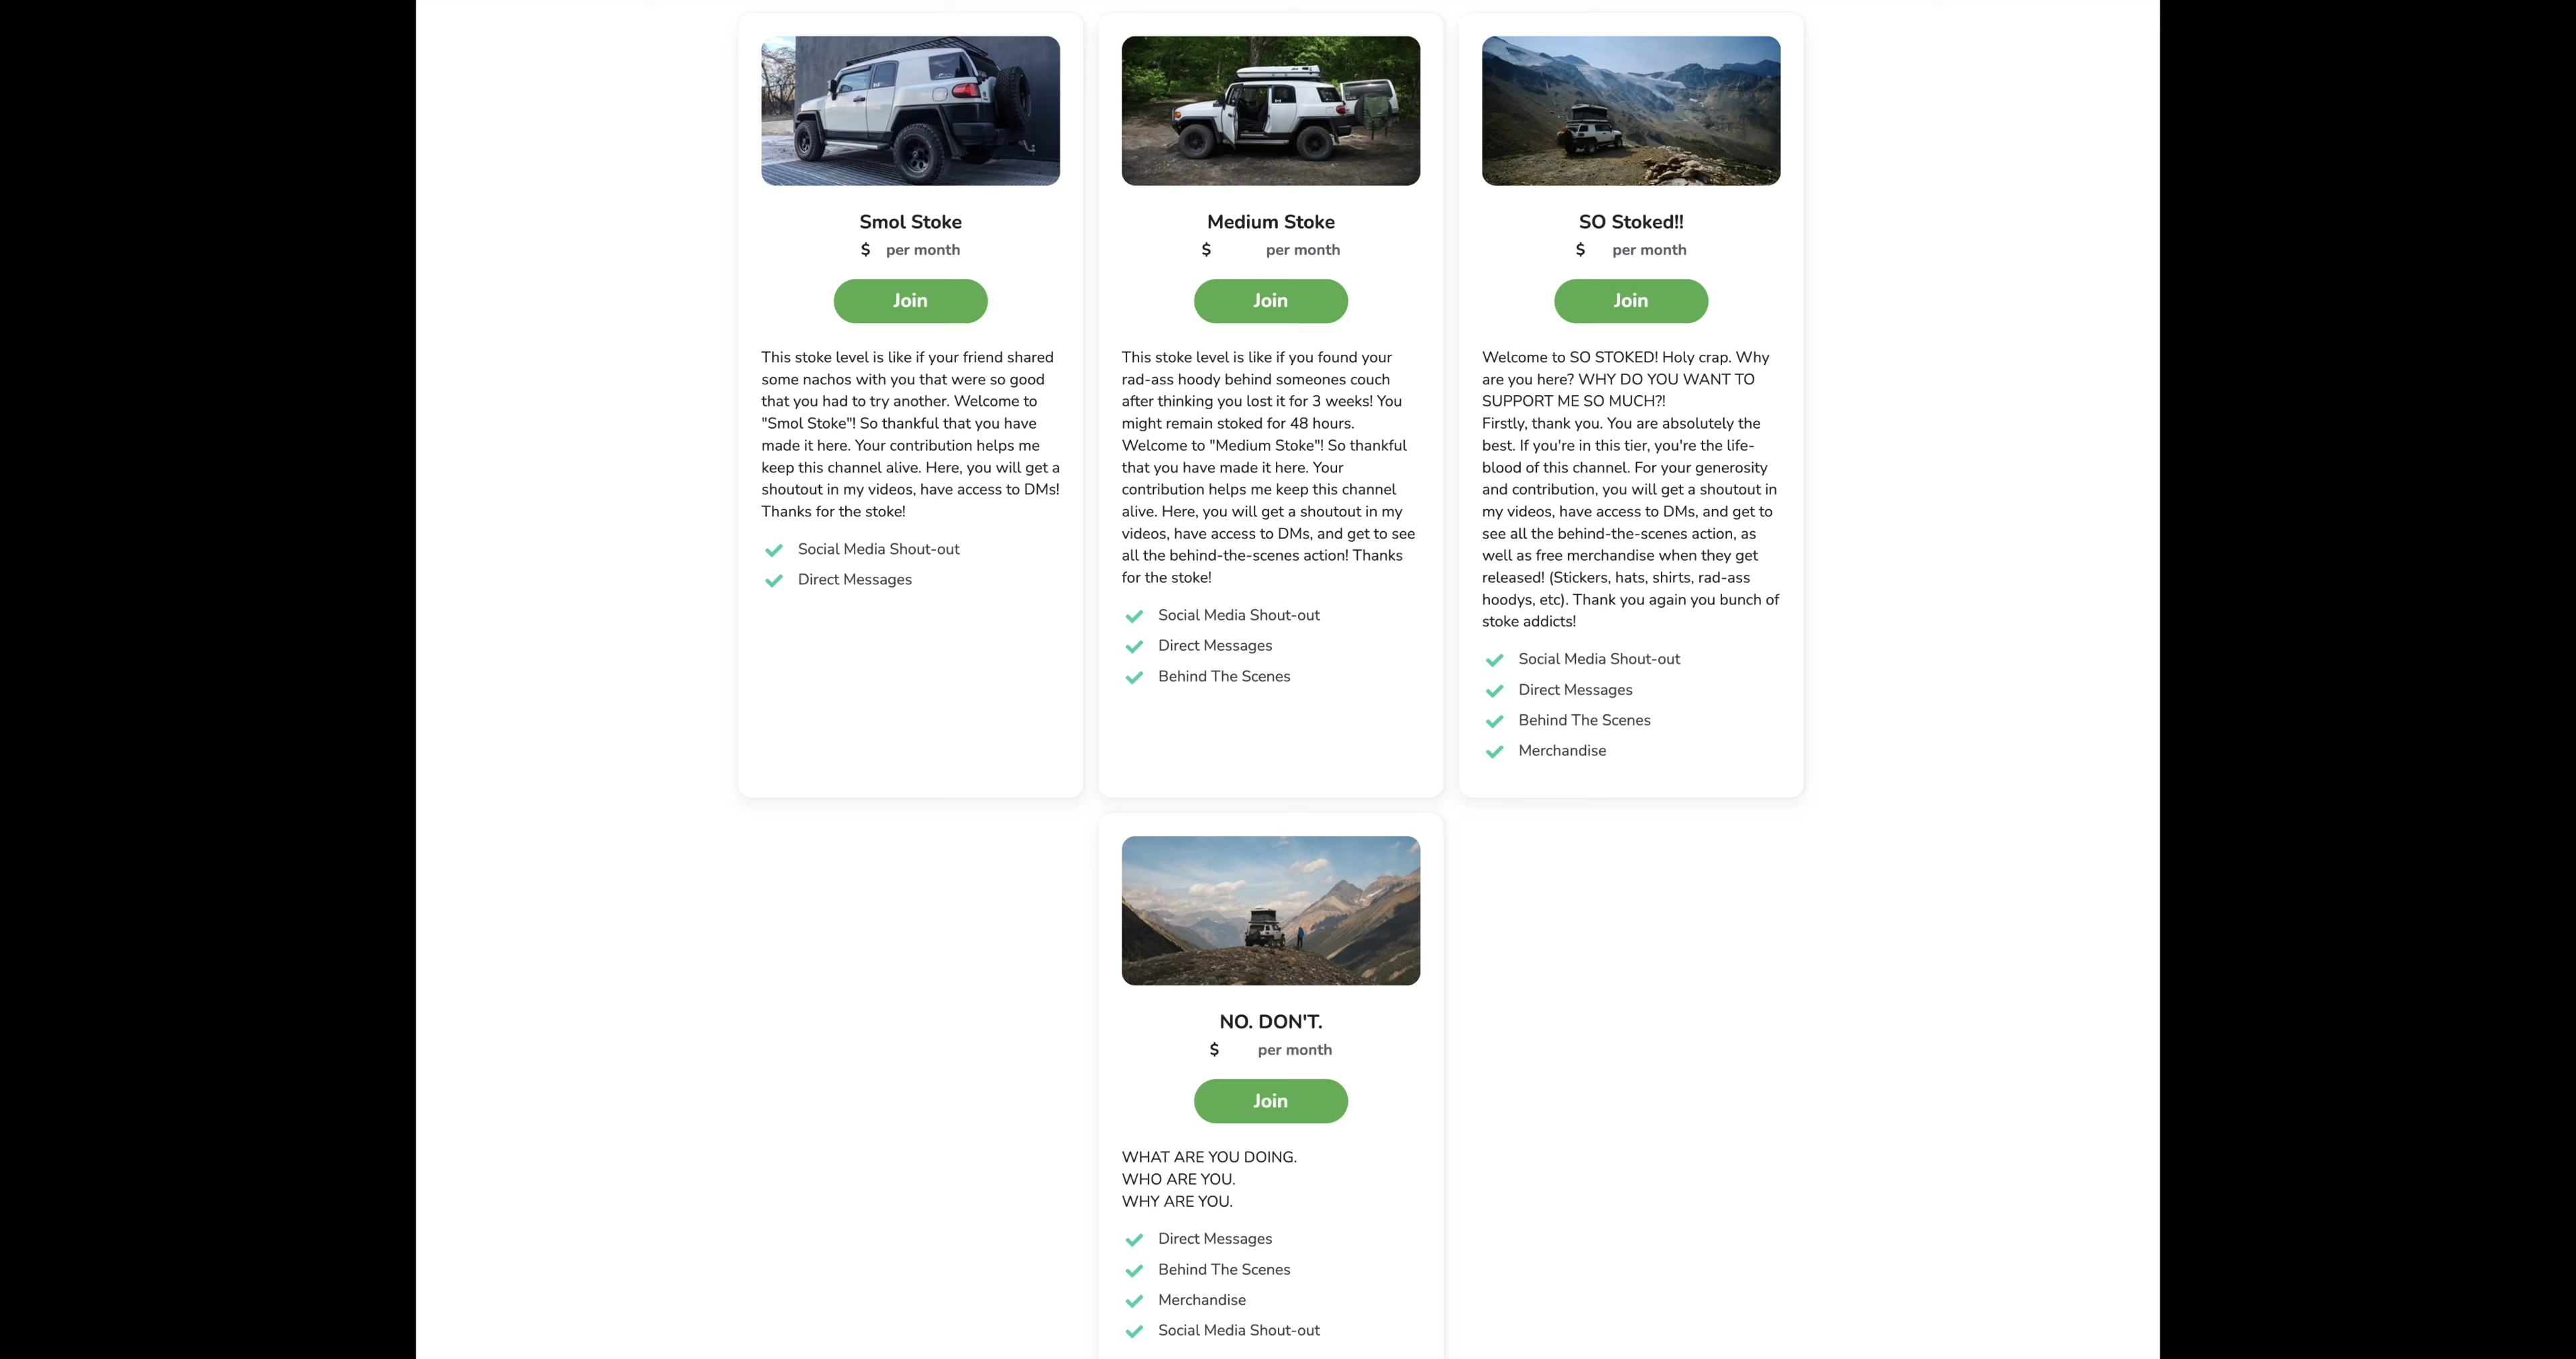 Smol Stoke
$ per month
Join
This stoke level is like if your friend shared
some nachos with you that were so good
that you had to try another. Welcome to
"Smol Stoke"! So thankful that you have
made it here. Your contribution helps me
keep this channel alive. Here, you will get a
shoutout in my videos, have access to DMs!
Thanks for the stoke!
Social Media Shout-out
Direct Messages
Medium Stoke
$ per month
Join
This stoke level is like if you found your
rad-ass hoody behind someones couch
after thinking you lost it for 3 weeks! You
might remain stoked for 48 hours.
Welcome to "Medium Stoke"! So thankful
that you have made it here. Your
contribution helps me keep this channel
alive. Here, you will get a shoutout in my
videos, have access to DMs, and get to see
all the behind-the-scenes action! Thanks
for the stoke!
Social Media Shout-out
Direct Messages
Behind The Scenes
SO Stoked!!
$ per month
Join
Welcome to SO STOKED! Holy crap. Why
are you here? WHY DO YOU WANT TO
SUPPORT ME SO MUCH?!
Firstly, thank you. You are absolutely the
best. If you're in this tier, you're the life-
blood of this channel. For your generosity
and contribution, you will get a shoutout in
my videos, have access to DMs, and get to
see all the behind-the-scenes action, as
well as free merchandise when they get
released! (Stickers, hats, shirts, rad-ass
hoodys, etc). Thank you again you bunch of
stoke addicts!
Social Media Shout-out
Direct Messages
Behind The Scenes
Merchandise
NO. DON'T.
$ per month
Join
WHAT ARE YOU DOING.
WHO ARE YOU.
WHY ARE YOU.
Direct Messages
Behind The Scenes
Merchandise
Social Media Shout-out